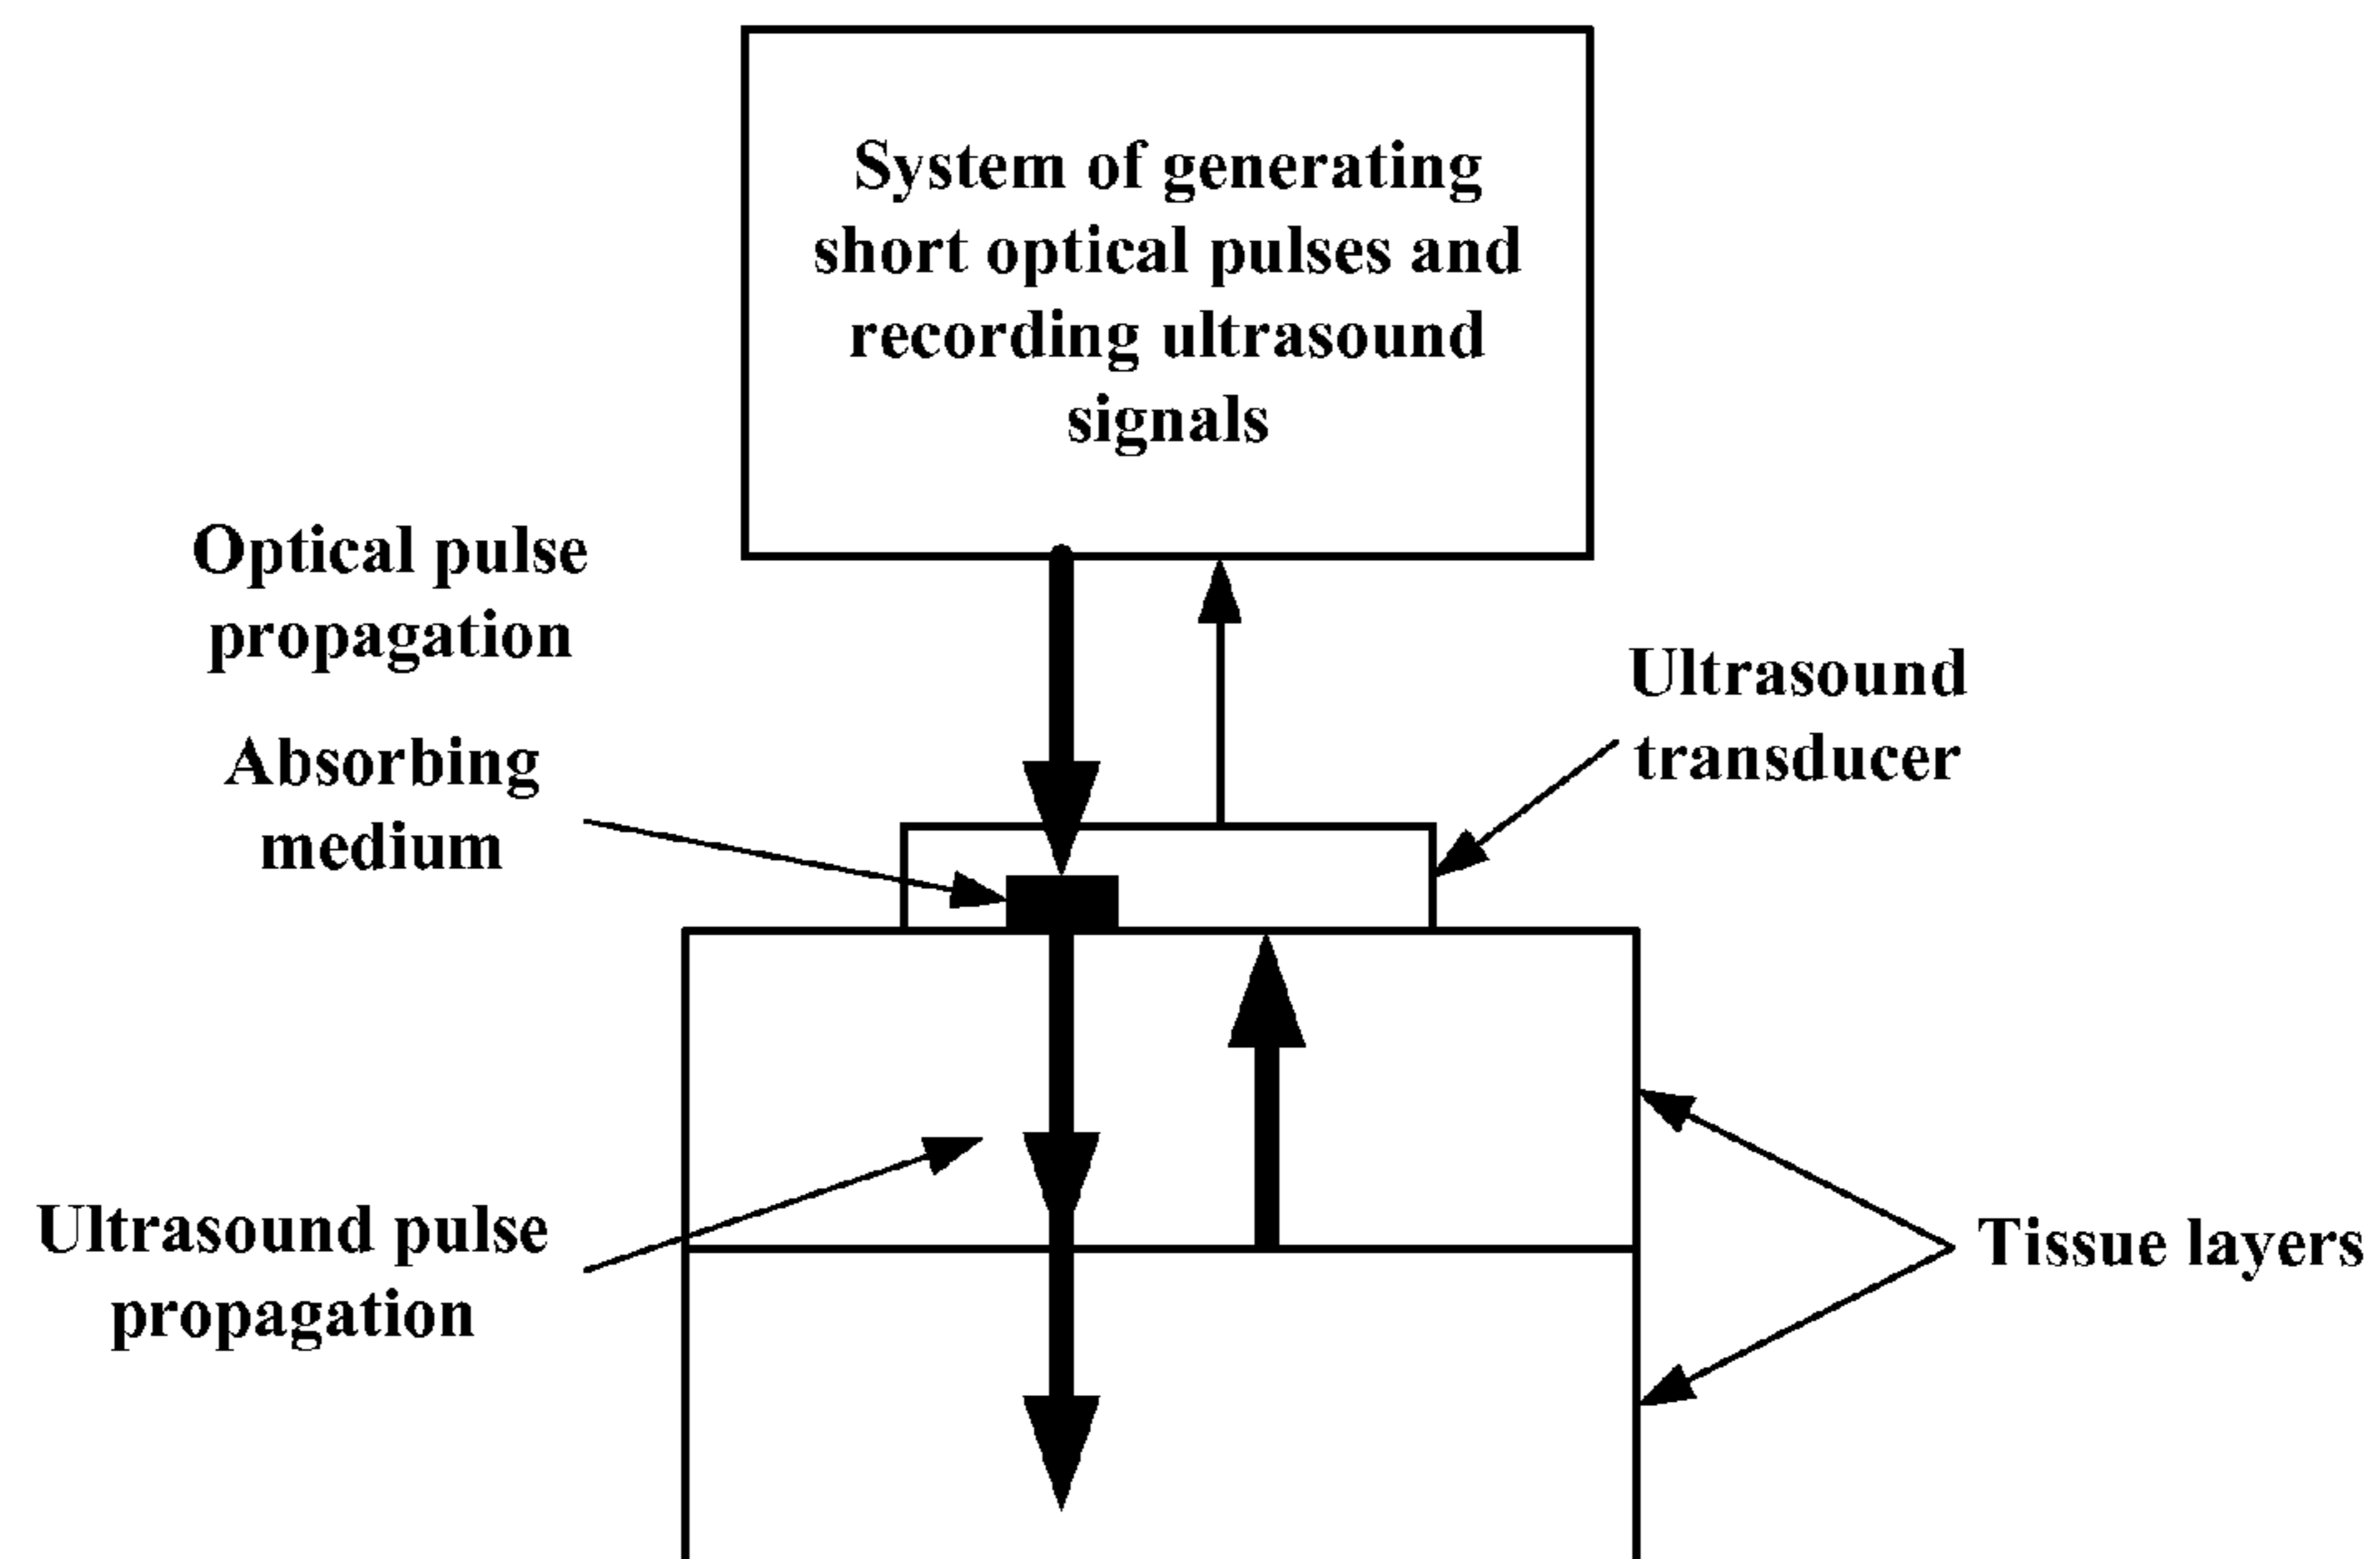 System of generating
short optical pulses and
recording ultrasound
signals
Optical pulse
propagation
Absorbing
medium
Ultrasound
transducer
Ultrasound pulse
propagation
Tissue layers